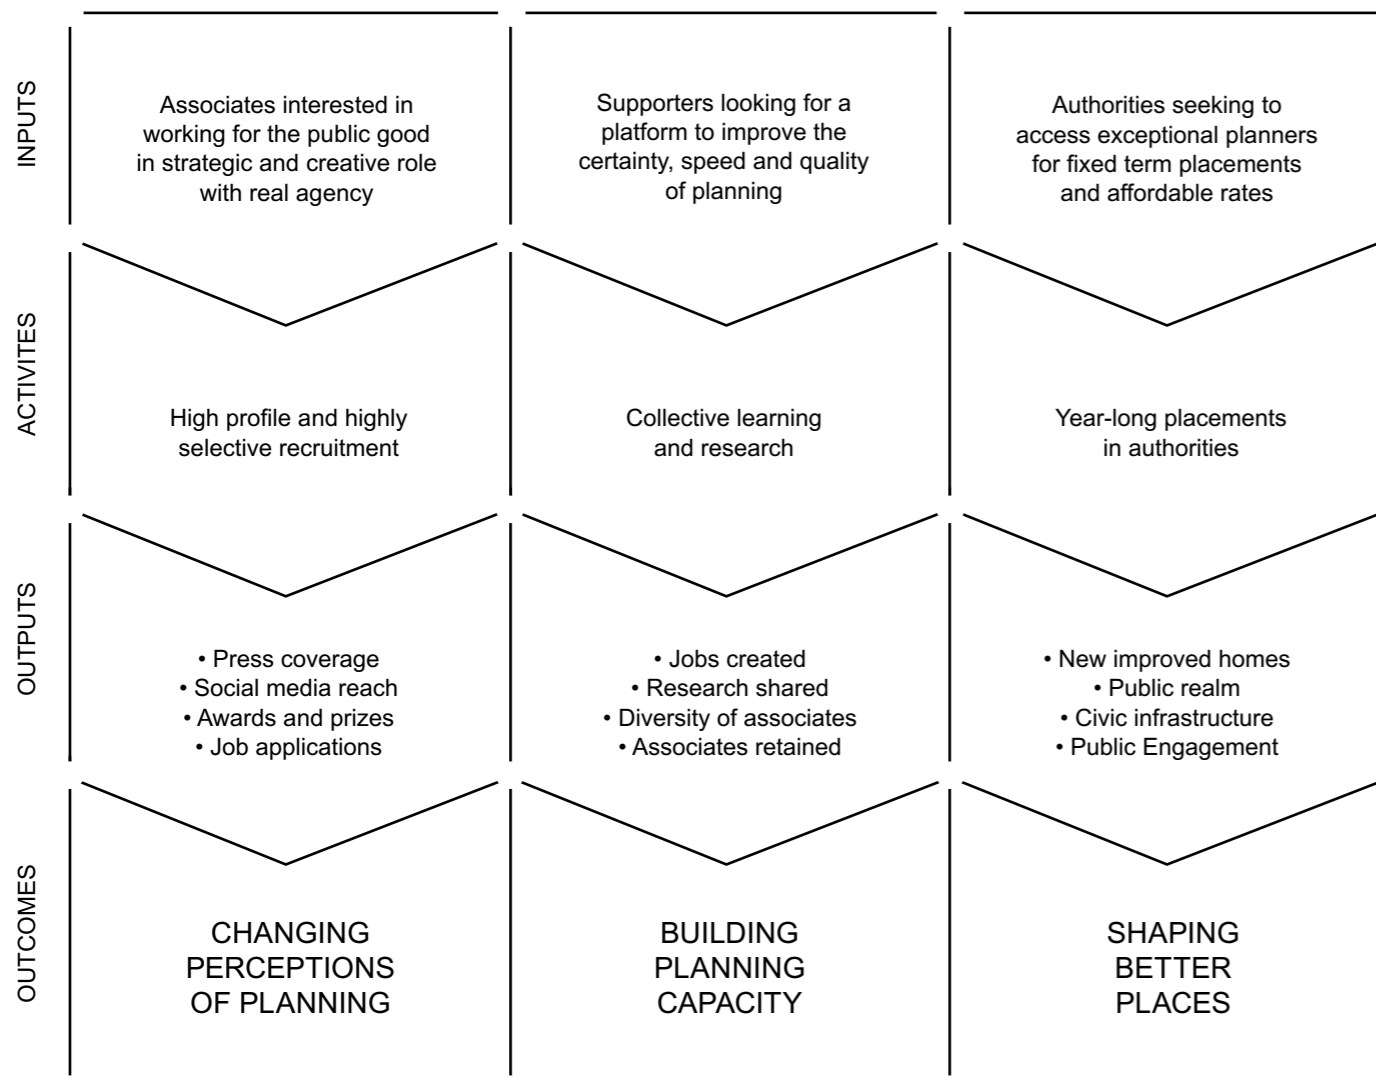 INPUTS
Associates interested in
working for the public good
in strategic and creative role
with real agency
Supporters looking for a
platform to improve the
certainty, speed and quality
of planning
Authorities seeking to
access exceptional planners
for fixed term placements
and affordable rates
ACTIVITES
High profile and highly
selective recruitment
Collective learning
and research
Year-long placements
in authorities
OUTPUTS
• Press coverage
• Social media reach
• Awards and prizes
• Job applications
• Jobs created
• Research shared
• Diversity of associates
• Associates retained
• New improved homes
• Public realm
• Civic infrastructure
• Public Engagement
OUTCOMES
CHANGING
PERCEPTIONS
OF PLANNING
BUILDING
PLANNING
CAPACITY
SHAPING
BETTER
PLACES